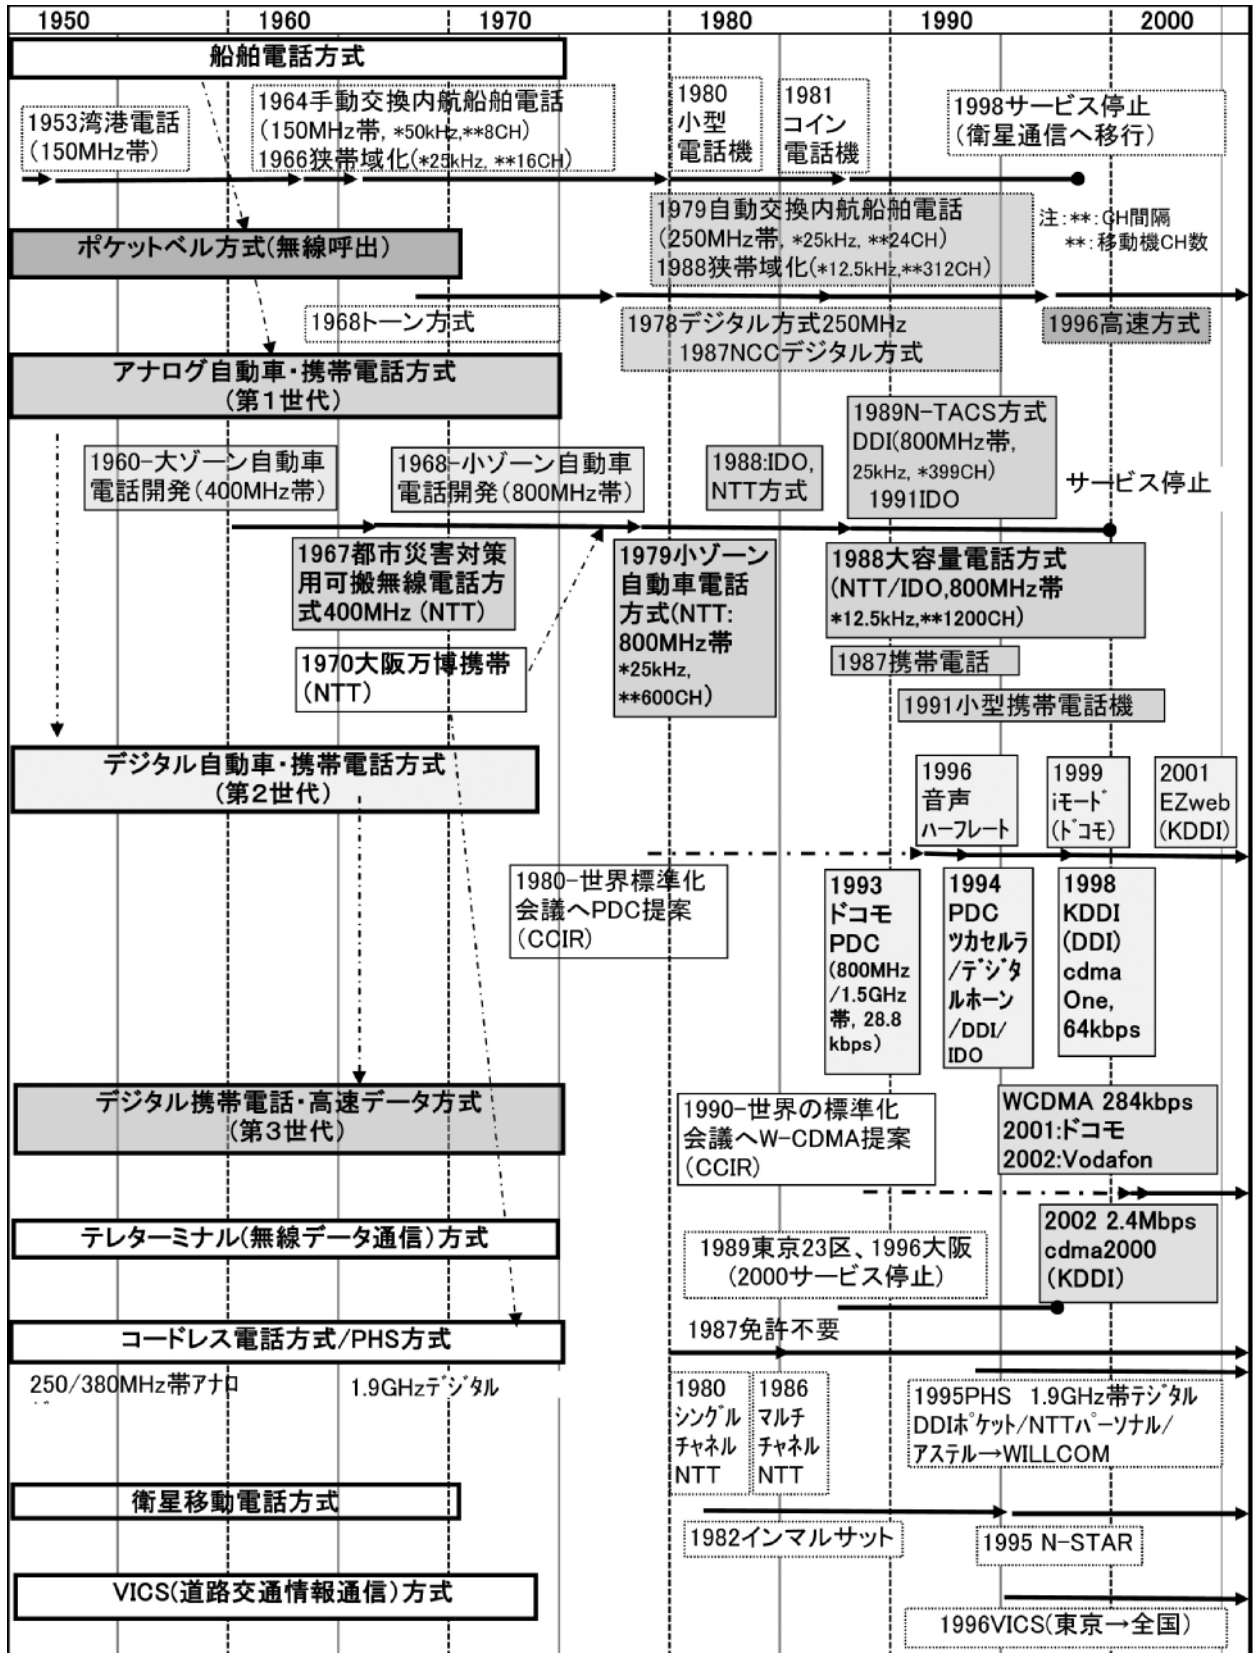 1950 1960 1970 1980 1990 2000
船舶電話方式
1953湾港電話
(150MHz帯)
1964手動交換内航船舶電話
(150MHz帯, *50kHz,**8CH)
1966狭帯域化(*25kHz, **16CH)
1980
小型
電話機
1981
コイン
電話機
1998サービス停止
(衛星通信へ移行)
1979自動交換内航船舶電話
(250MHz帯, *25kHz, **24CH)
1988狭帯域化(*12.5kHz,**312CH)
注:**:CH間隔
**:移動機CH数
ポケットベル方式(無線呼出)
1968トーン方式
1978デジタル方式250MHz
1987NCCデジタル方式
1996高速方式
アナログ自動車・携帯電話方式
(第1世代)
1960-大ゾーン自動車
電話開発(400MHz帯)
1968-小ゾーン自動車
電話開発(800MHz帯)
1988:IDO,
NTT方式
1989N-TACS方式
DDI(800MHz帯,
25kHz, *399CH)
1991IDO
サービス停止
1967都市災害対策
用可搬無線電話方
式400MHz (NTT)
1970大阪万博携帯
(NTT)
1979小ゾーン
自動車電話
方式(NTT:
800MHz帯
*25kHz,
**600CH)
1988大容量電話方式
(NTT/IDO,800MHz帯
*12.5kHz,**1200CH)
1987携帯電話
1991小型携帯電話機
デジタル自動車・携帯電話方式
(第2世代)
1996
音声
ハーフレート
1999
iモード
(ドコモ)
2001
EZweb
(KDDI)
1980-世界標準化
会議へPDC提案
(CCIR)
1993
ドコモ
PDC
(800MHz
/1.5GHz
帯, 28.8
kbps)
1994
PDC
ツカセルラ
/デジタ
ルホーン
/DDI/
IDO
1998
KDDI
(DDI)
cdma
One,
64kbps
デジタル携帯電話・高速データ方式
(第3世代)
1990-世界の標準化
会議へW-CDMA提案
(CCIR)
WCDMA 284kbps
2001:ドコモ
2002:Vodafon
2002 2.4Mbps
cdma2000
(KDDI)
テレターミナル(無線データ通信)方式
1989東京23区、1996大阪
(2000サービス停止)
コードレス電話方式/PHS方式
250/380MHz帯アナロ
1.9GHzデジタル
1987免許不要
1980
シングル
チャネル
NTT
1986
マルチ
チャネル
NTT
1995PHS 1.9GHz帯テジタル
DDIポケット/NTTパーソナル/
アステル→WILLCOM
衛星移動電話方式
1982インマルサット
1995 N-STAR
VICS(道路交通情報通信)方式
1996VICS(東京→全国)